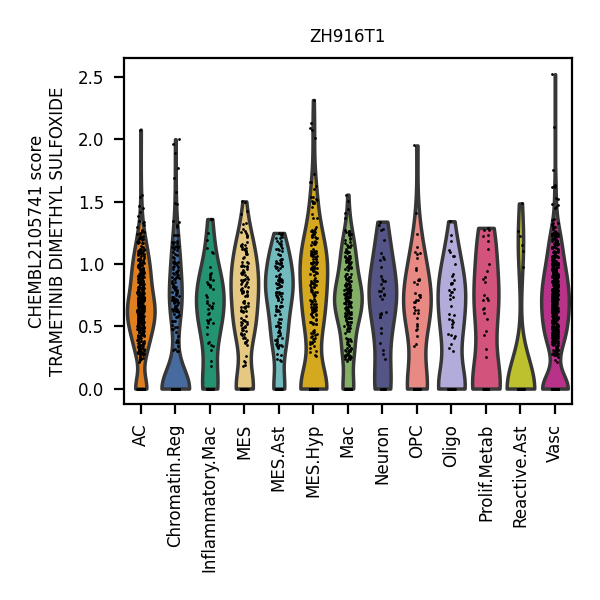 ZH916T1
CHEMBL2105741 score
TRAMETINIB DIMETHYL SULFOXIDE
2.5
2.0
1.5
1.0
0.5
0.0
AC
Chromatin.Reg
Inflammatory.Mac
MES
MES.Ast
MES.Hyp
Mac
Neuron
OPC
Oligo
Prolif.Metab
Reactive.Ast
Vasc